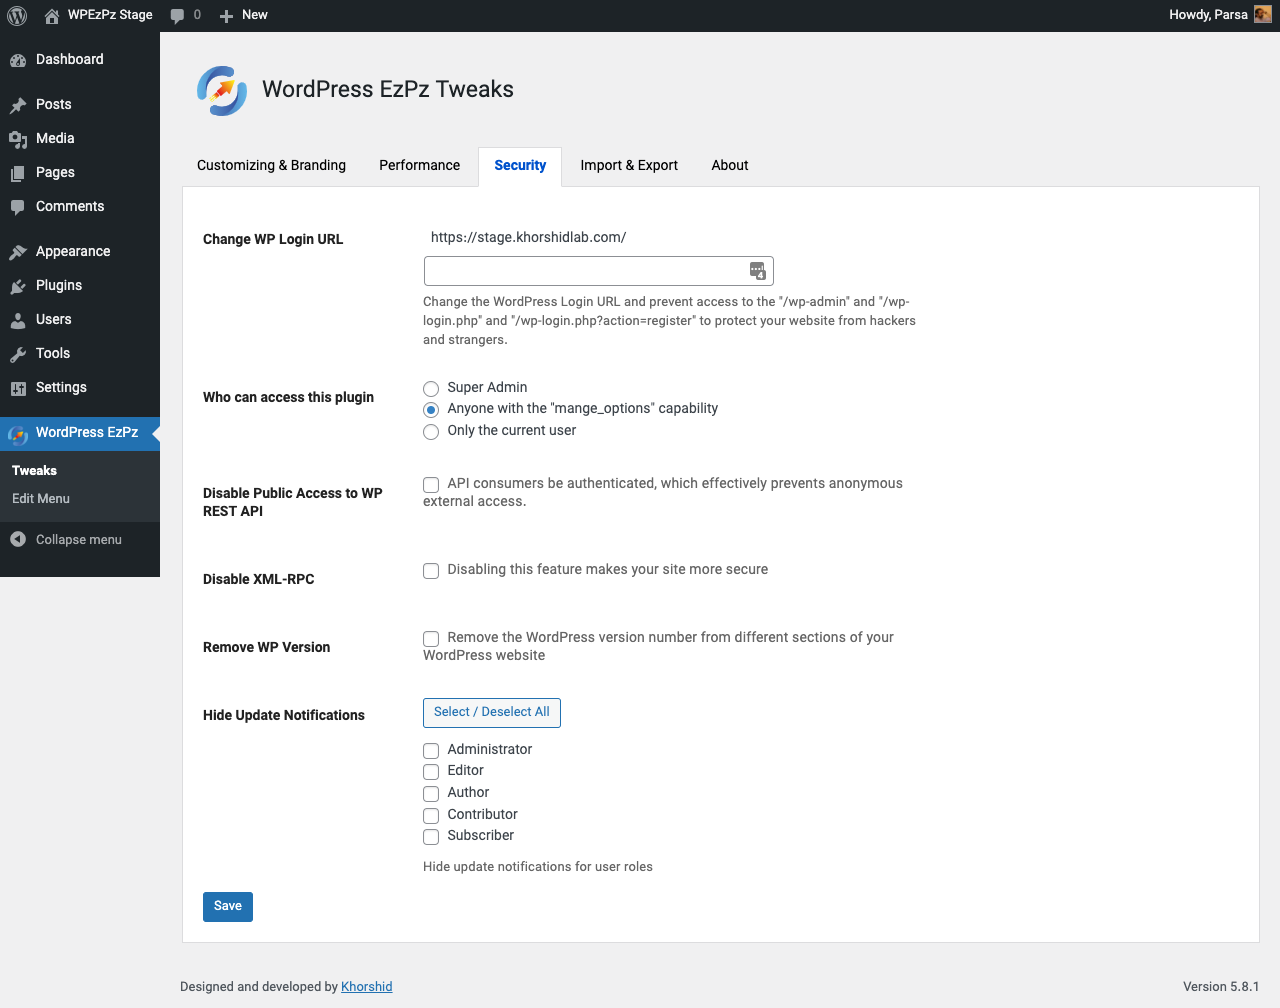 WPEzPz Stage 0 New Howdy, Parsa
Dashboard
Posts
Media
Pages
Comments
Appearance
Plugins
Users
Tools
Settings
WordPress EzPz
Tweaks
Edit Menu
Collapse menu
WordPress EzPz Tweaks
Customizing & Branding Performance Security Import & Export About
Change WP Login URL
https://stage.khorshidlab.com/
4
Change the WordPress Login URL and prevent access to the "/wp-admin" and "/wp-
login.php" and "/wp-login.php?action=register" to protect your website from hackers
and strangers.
Who can access this plugin
Super Admin
Anyone with the "mange_options" capability
Only the current user
Disable Public Access to WP
REST API
API consumers be authenticated, which effectively prevents anonymous
external access.
Disable XML-RPC
Disabling this feature makes your site more secure
Remove WP Version
Remove the WordPress version number from different sections of your
WordPress website
Hide Update Notifications
Select / Deselect All
Administrator
Editor
Author
Contributor
Subscriber
Hide update notifications for user roles
Save
Designed and developed by Khorshid
Version 5.8.1